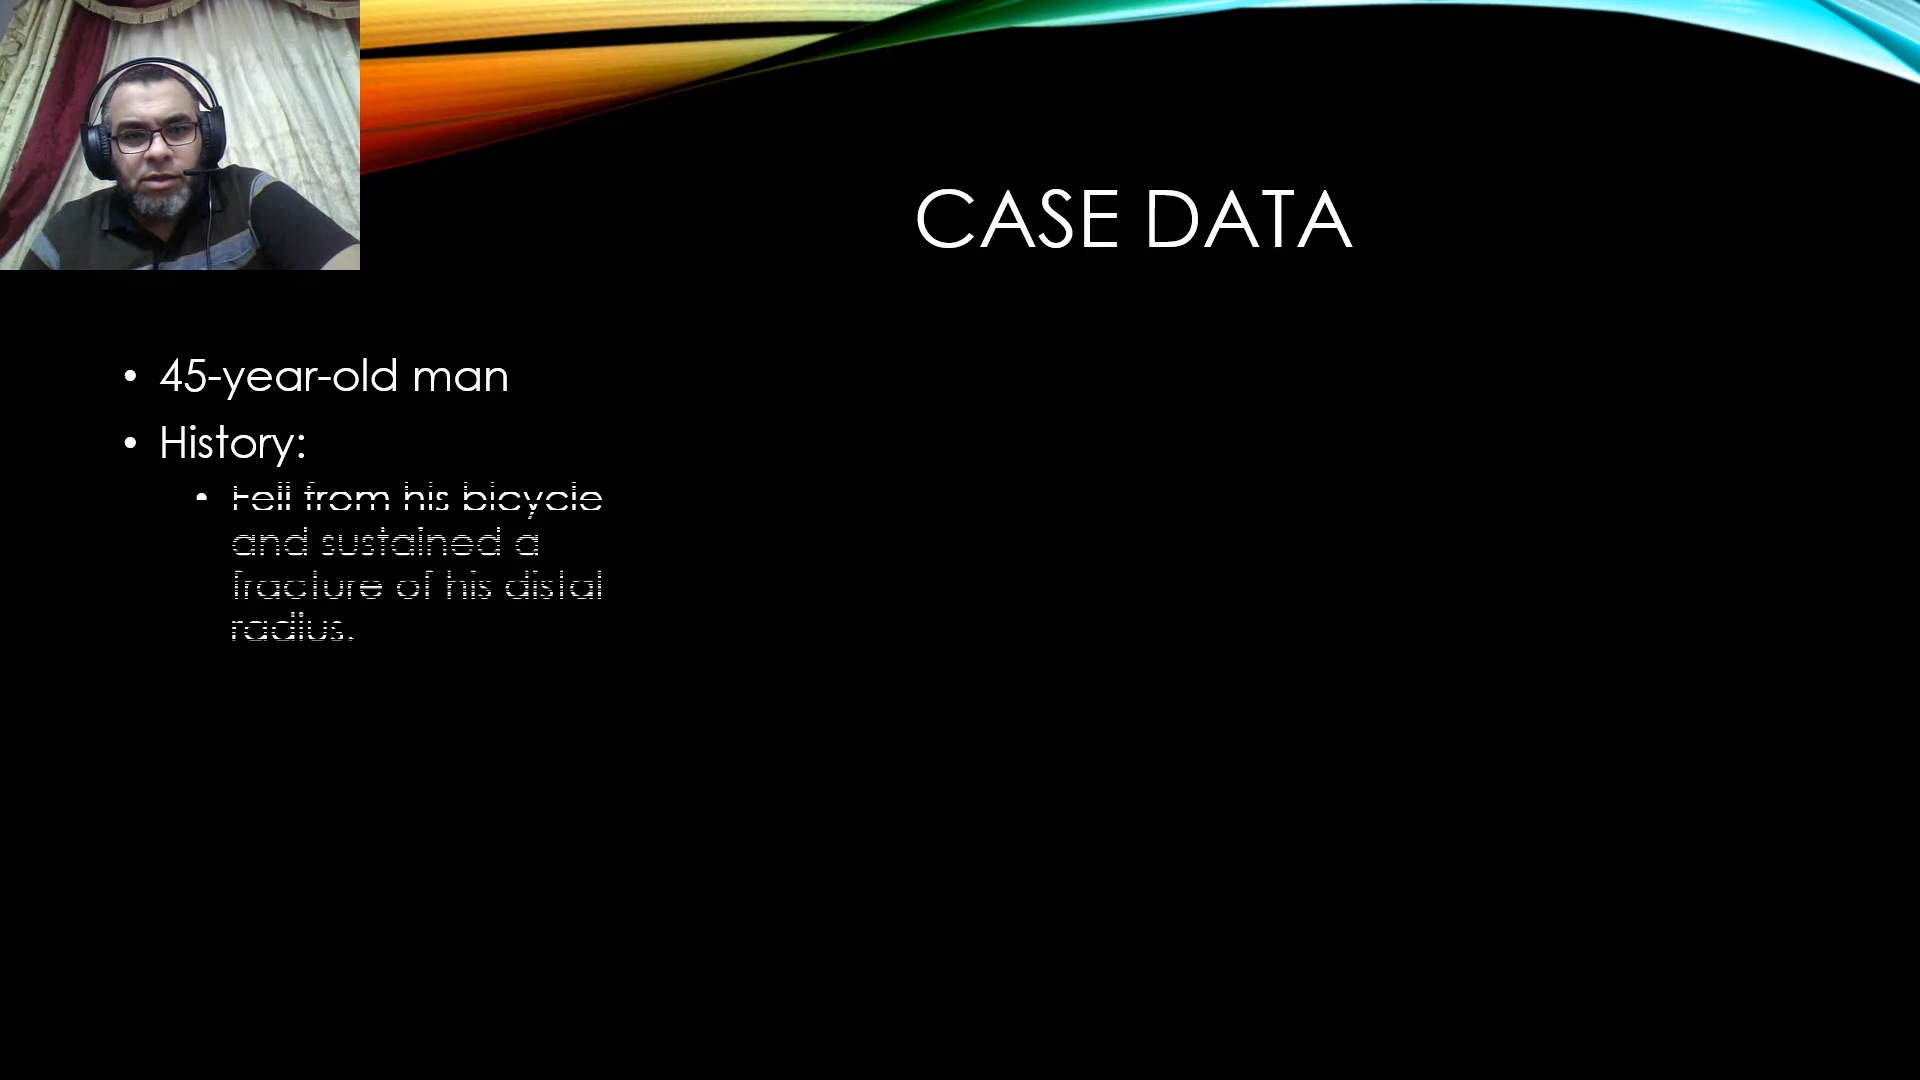 CASE DATA
• 45-year-old man
• History:
• Fell from his bicycle
and sustained a
fracture of his distal
radius.